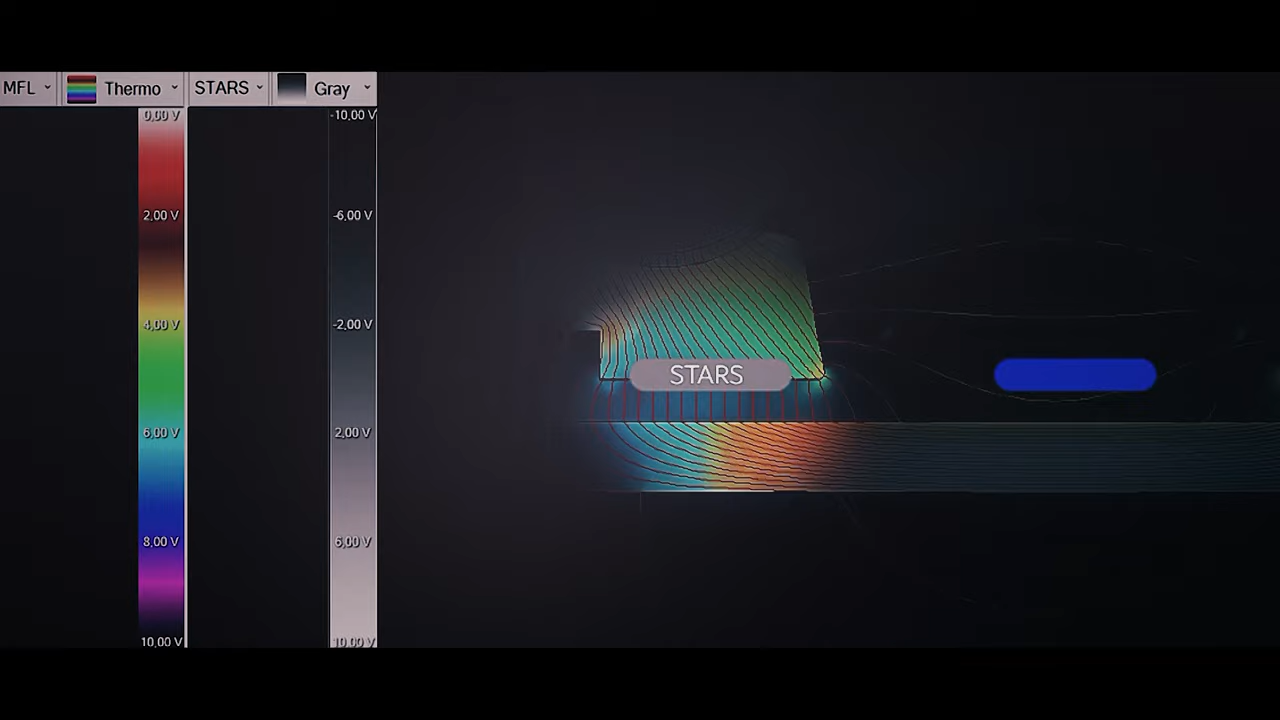 MFL Thermo STARS Gray
0,00 V -10,00 V
2,00 V -6,00 V
4,00 V -2,00 V
6,00 V 2,00 V
8,00 V 6,00 V
10,00 V 10,00 V
STARS